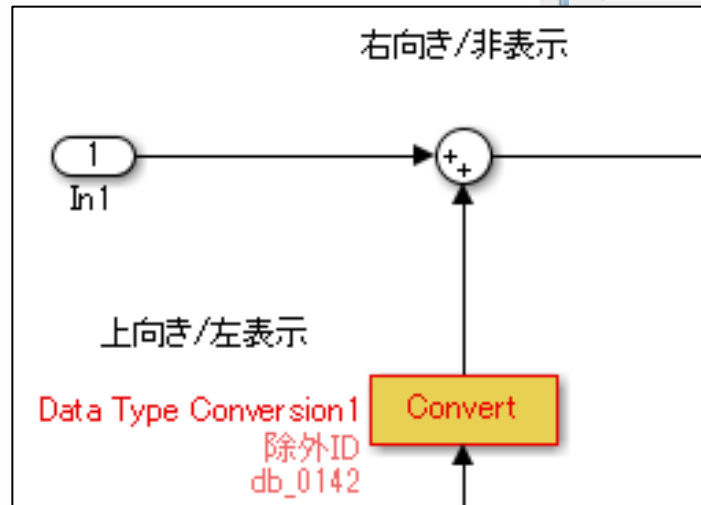 右向き/非表示
1
++
In1
上向き/左表示
Data Type Conversion1
Convert
除外ID
db_0142